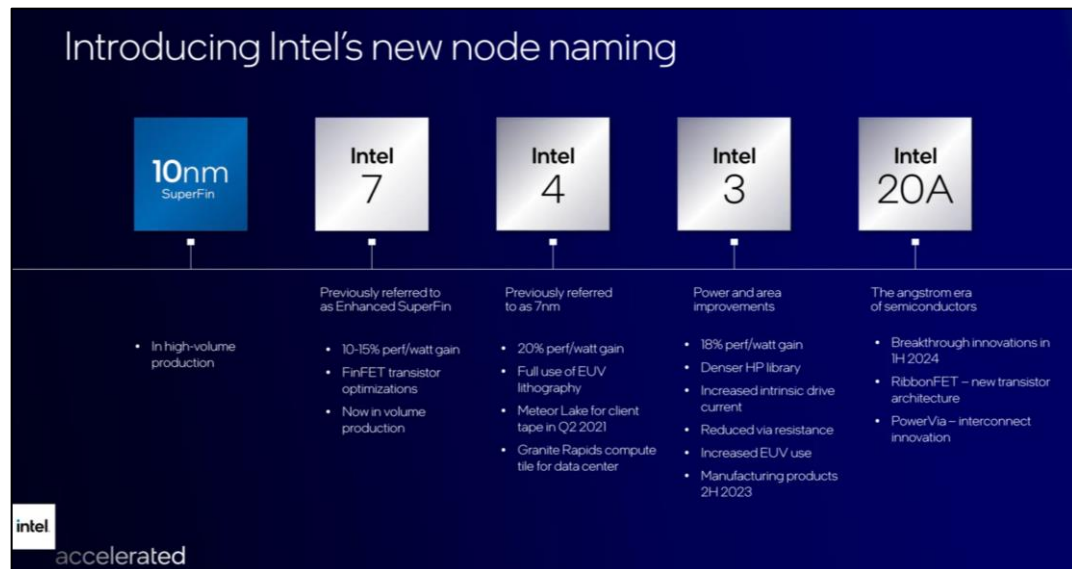 Introducing Intel's new node naming
10nm
SuperFin
In high-volume
production
Intel
7
Previously referred to
as Enhanced SuperFin
• 10-15% perf/watt gain
• FinFET transistor
optimizations
• Now in volume
production
Intel
4
Previously referred
to as 7nm
• 20% perf/watt gain
• Full use of EUV
lithography
• Meteor Lake for client
tape in Q2 2021
• Granite Rapids compute
tile for data center
Intel
3
Power and area
improvements
• 18% perf/watt gain
• Denser HP library
• Increased intrinsic drive
current
• Reduced via resistance
• Increased EUV use
• Manufacturing products
2H 2023
Intel
20A
The angstrom era
of semiconductors
• Breakthrough innovations in
1H 2024
• RibbonFET – new transistor
architecture
• PowerVia – interconnect
innovation
intel.
accelerated